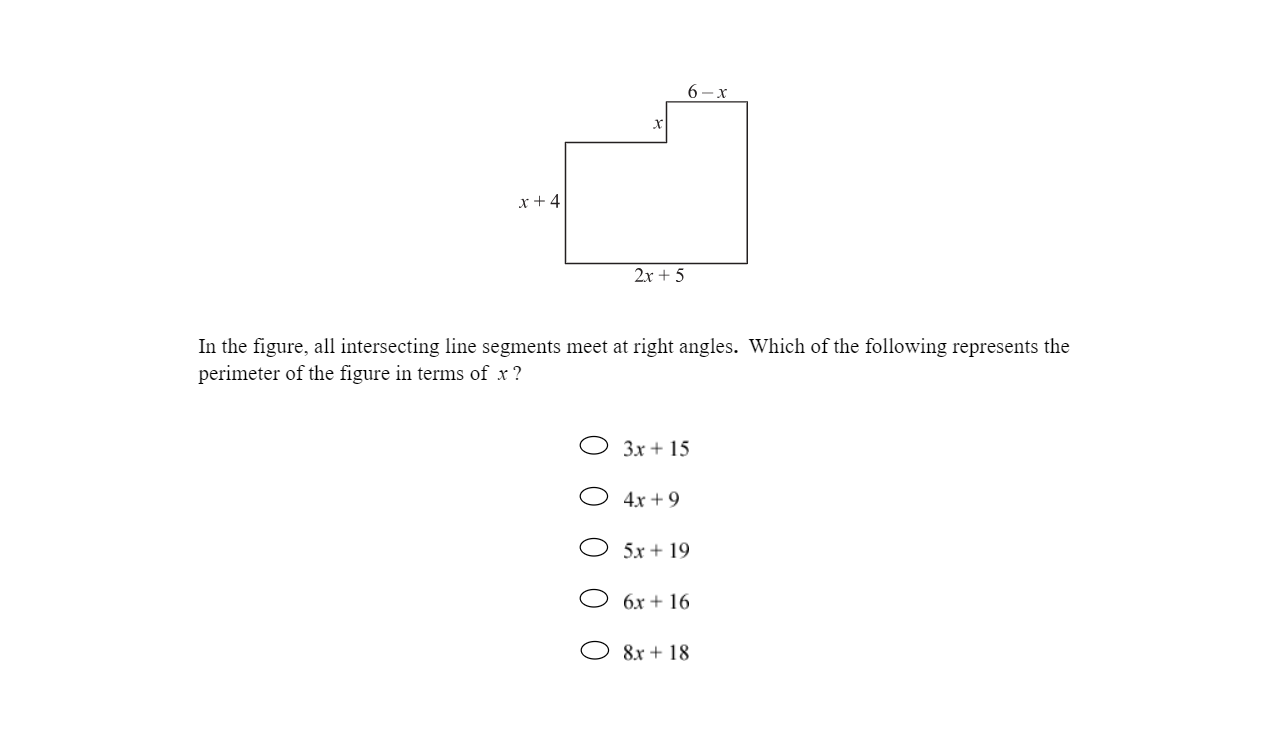 6 – x
x
x + 4
2x + 5
In the figure, all intersecting line segments meet at right angles. Which of the following represents the
perimeter of the figure in terms of x ?
3x + 15
4x + 9
5x + 19
6x + 16
8x + 18